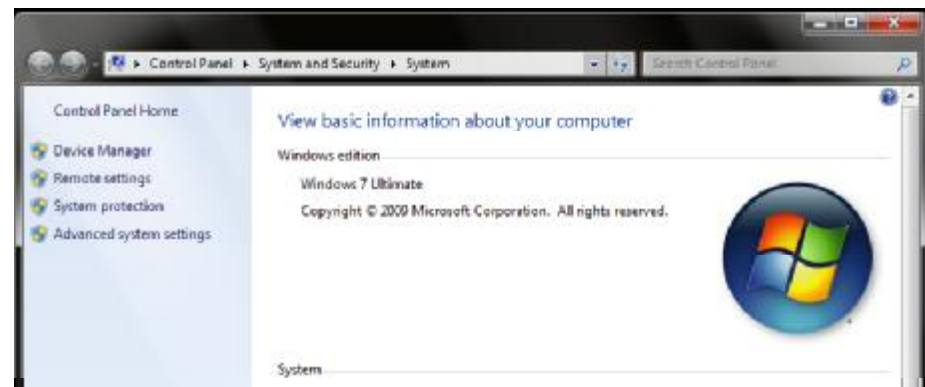 Control Panel ▸ System and Security ▸ System
Search Control Panel
Control Panel Home
Device Manager
Remote settings
System protection
Advanced system settings
View basic information about your computer
Windows edition
Windows 7 Ultimate
Copyright © 2009 Microsoft Corporation. All rights reserved.
System